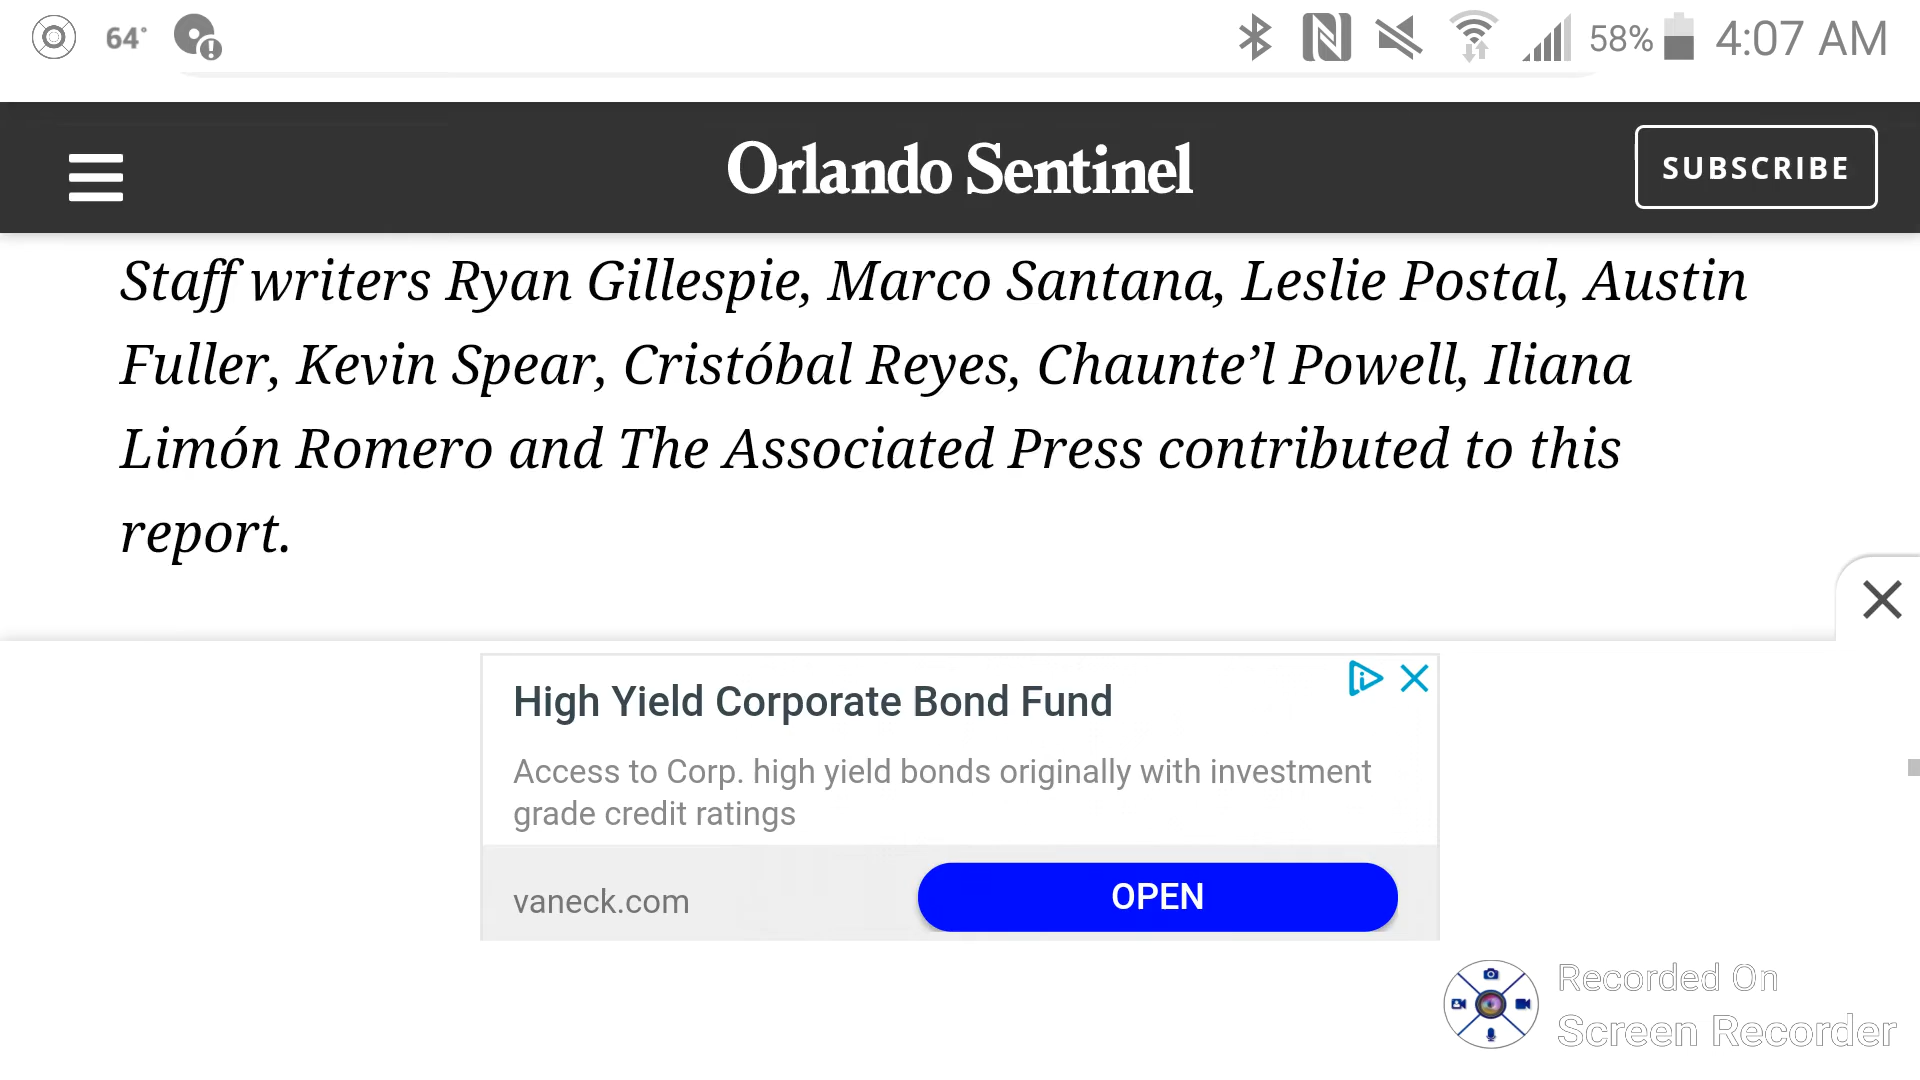 64° 58% 4:07 AM
Orlando Sentinel
SUBSCRIBE
Staff writers Ryan Gillespie, Marco Santana, Leslie Postal, Austin
Fuller, Kevin Spear, Cristóbal Reyes, Chaunte’l Powell, Iliana
Limón Romero and The Associated Press contributed to this
report.
High Yield Corporate Bond Fund
Access to Corp. high yield bonds originally with investment
grade credit ratings
vaneck.com
OPEN
Recorded On
Screen Recorder